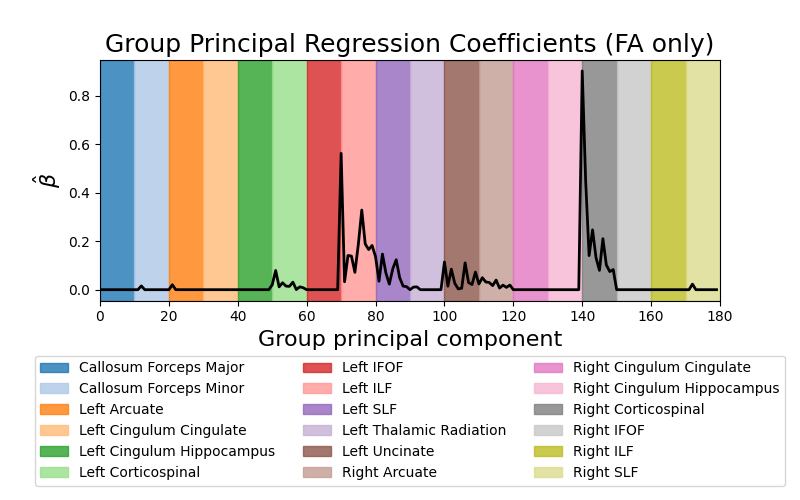 Group Principal Regression Coefficients (FA only)
β̂
0.8
0.6
0.4
0.2
0.0
0 20 40 60 80 100 120 140 160 180
Group principal component
Callosum Forceps Major
Callosum Forceps Minor
Left Arcuate
Left Cingulum Cingulate
Left Cingulum Hippocampus
Left Corticospinal
Left IFOF
Left ILF
Left SLF
Left Thalamic Radiation
Left Uncinate
Right Arcuate
Right Cingulum Cingulate
Right Cingulum Hippocampus
Right Corticospinal
Right IFOF
Right ILF
Right SLF